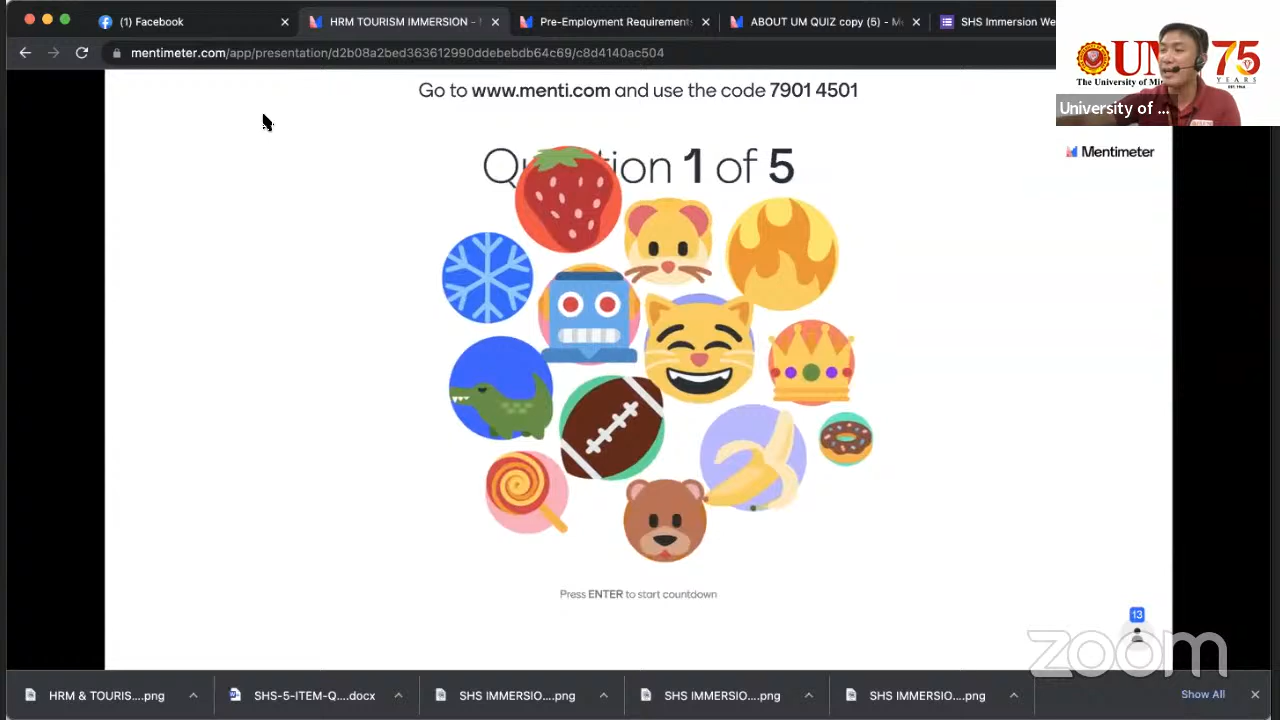 (1) Facebook
HRM TOURISM IMMERSION -
Pre-Employment Requirements
ABOUT UM QUIZ copy (5) - Me
SHS Immersion We
mentimeter.com/app/presentation/d2b08a2bed363612990ddebebdb64c69/c8d4140ac504
UM 75
The University of Mi
YEARS
University of ...
Go to www.menti.com and use the code 7901 4501
Mentimeter
Question 1 of 5
Press ENTER to start countdown
13
zoom
HRM & TOURIS....png
SHS-5-ITEM-Q....docx
SHS IMMERSIO....png
SHS IMMERSIO....png
SHS IMMERSIO....png
Show All